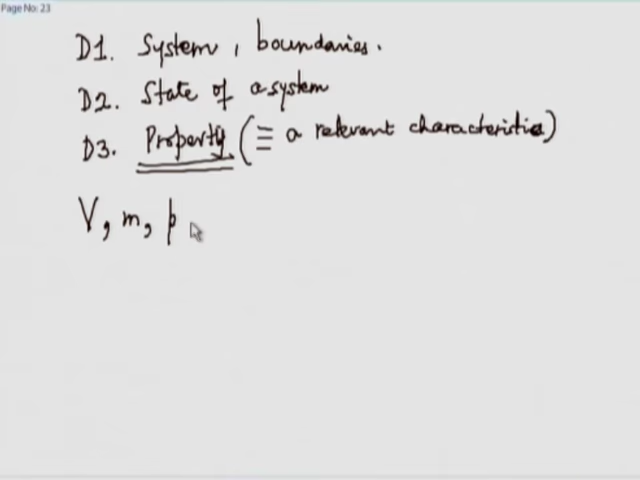 Page No: 23
D1. System, boundaries.
D2. State of a system
D3. Property (≡ a relevant characteristic)
V, m, p